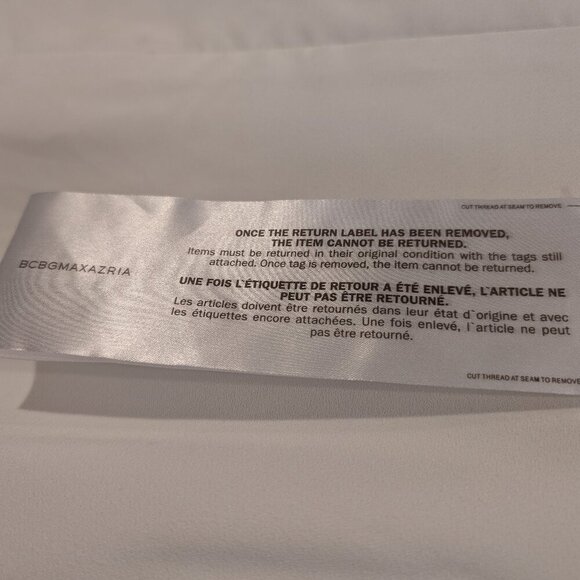 CUT THREAD AT SEAM TO REMOVE
ONCE THE RETURN LABEL HAS BEEN REMOVED,
THE ITEM CANNOT BE RETURNED.
Items must be returned in their original condition with the tags still
attached. Once tag is removed, the item cannot be returned.
BCBGMAXAZRIA
UNE FOIS L'ÉTIQUETTE DE RETOUR A ÉTÉ ENLEVÉ, L'ARTICLE NE
PEUT PAS ÊTRE RETOURNÉ.
Les articles doivent être retournés dans leur état d`origine et avec
les étiquettes encore attachées. Une fois enlevé, l`article ne peut
pas être retourné.
CUT THREAD AT SEAM TO REMOVE